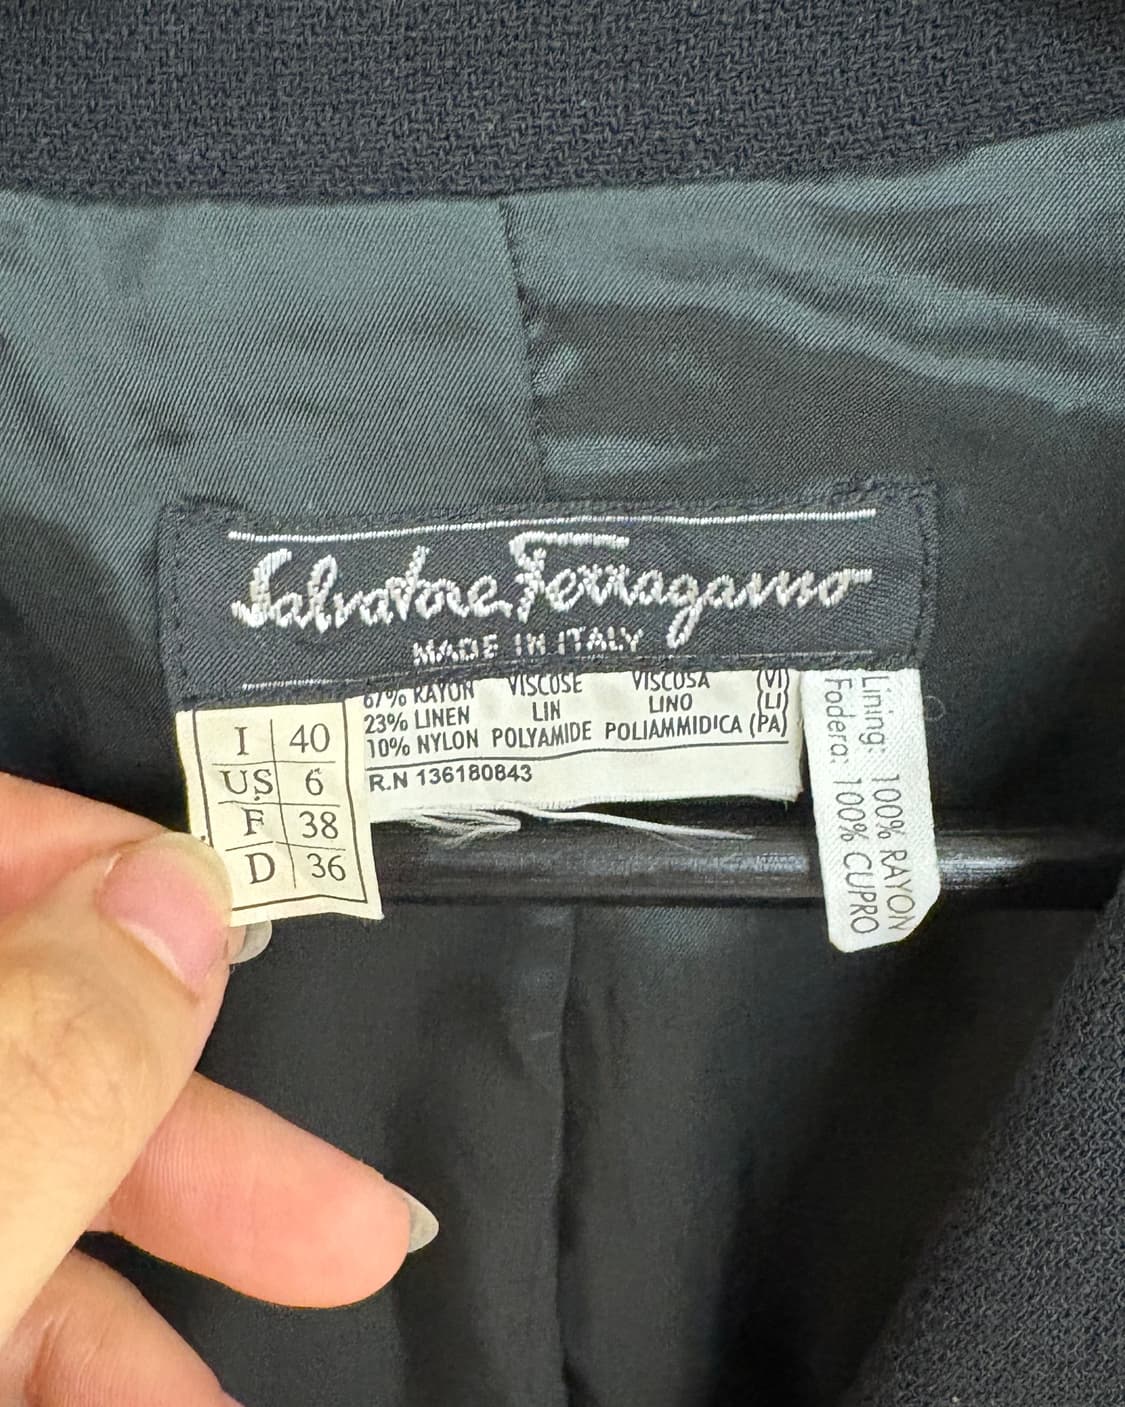 Salvatore Ferragamo
MADE IN ITALY
I 40
US 6
F 38
D 36
67% RAYON VISCOSE VISCOSA (VI)
23% LINEN LIN LINO (LI)
10% NYLON POLYAMIDE POLIAMMIDICA (PA)
R.N 136180843
Lining: 100% RAYON
Fodera: 100% CUPRO